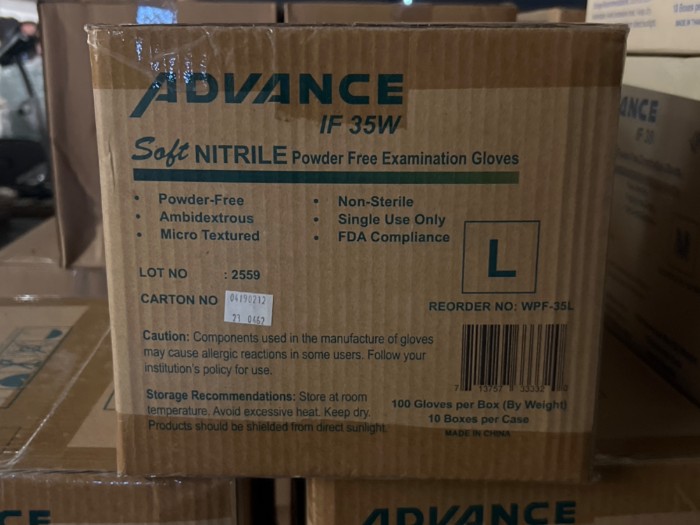 ADVANCE
IF 35W
Soft NITRILE Powder Free Examination Gloves
• Powder-Free
• Ambidextrous
• Micro Textured
• Non-Sterile
• Single Use Only
• FDA Compliance
L
LOT NO : 2559
CARTON NO 04190212
REORDER NO: WPF-35L
Caution: Components used in the manufacture of gloves
may cause allergic reactions in some users. Follow your
institution's policy for use.
Storage Recommendations: Store at room
temperature. Avoid excessive heat. Keep dry.
Products should be shielded from direct sunlight.
100 Gloves per Box (By Weight)
10 Boxes per Case
MADE IN CHINA
ANCE
M
CE
ADVANCE